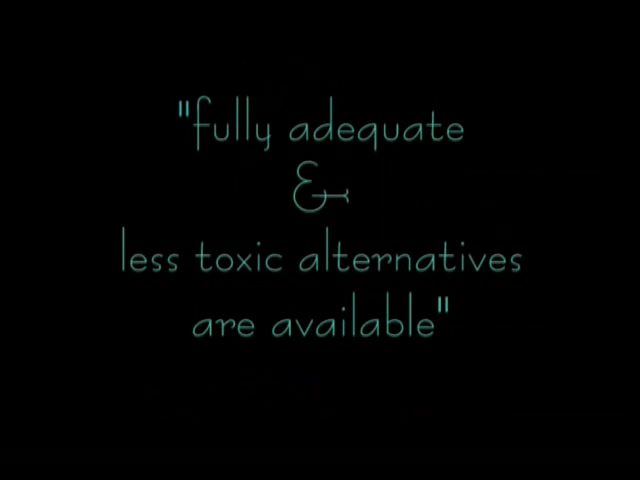 "fully adequate
&
less toxic alternatives
are available"